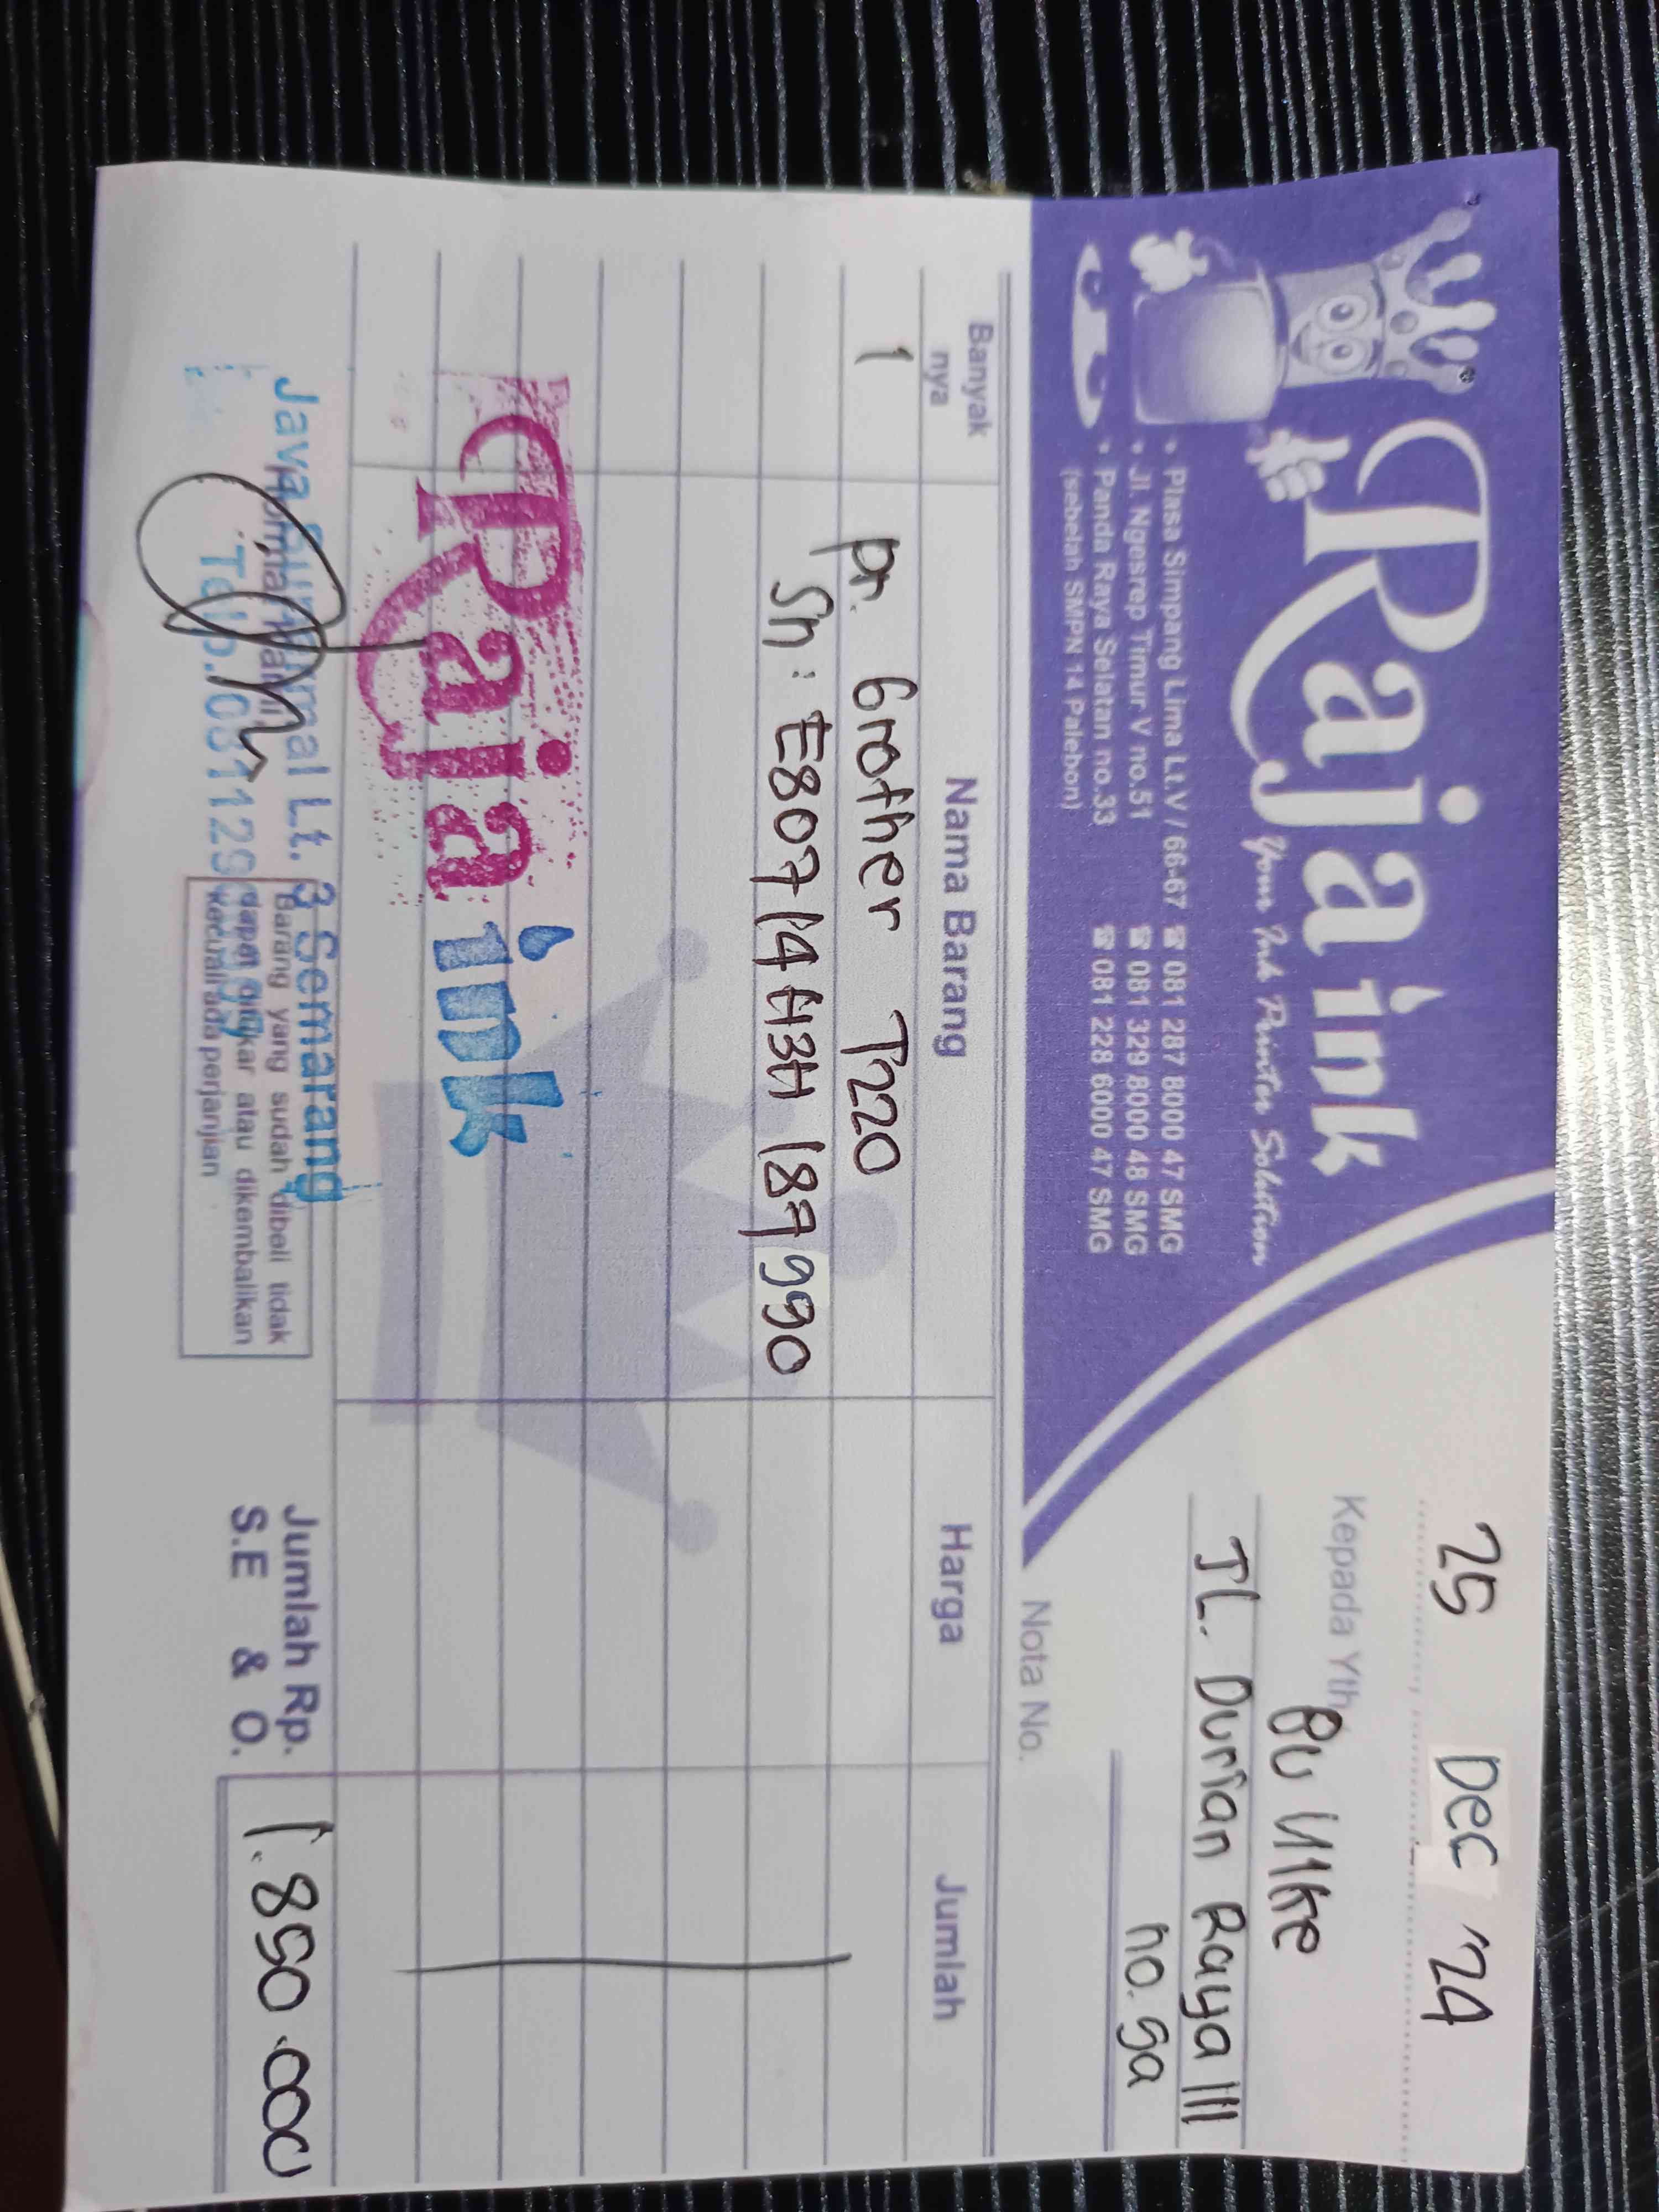 Raja ink
Your Ink Printer Solution
• Plasa Simpang Lima Lt.V / 66-67 ☎ 081 287 8000 47 SMG
• Jl. Ngesrep Timur V no.51 ☎ 081 329 8000 48 SMG
• Panda Raya Selatan no.33 ☎ 081 228 6000 47 SMG
(sebelah SMPN 14 Palebon)
25 Dec '24
Kepada Yth
Bu Ulke
JL. Durian Raya III
no. 9a
Nota No.
Banyak nya Nama Barang Harga Jumlah
1 pr. Brother T220
Sn: E80714H3H189990
Raja ink
Java Lt. 3 Semarang
Barang yang sudah dibeli tidak
dapat ditukar atau dikembalikan
kecuali ada perjanjian
Jumlah Rp. 1.850.000
S.E & O.